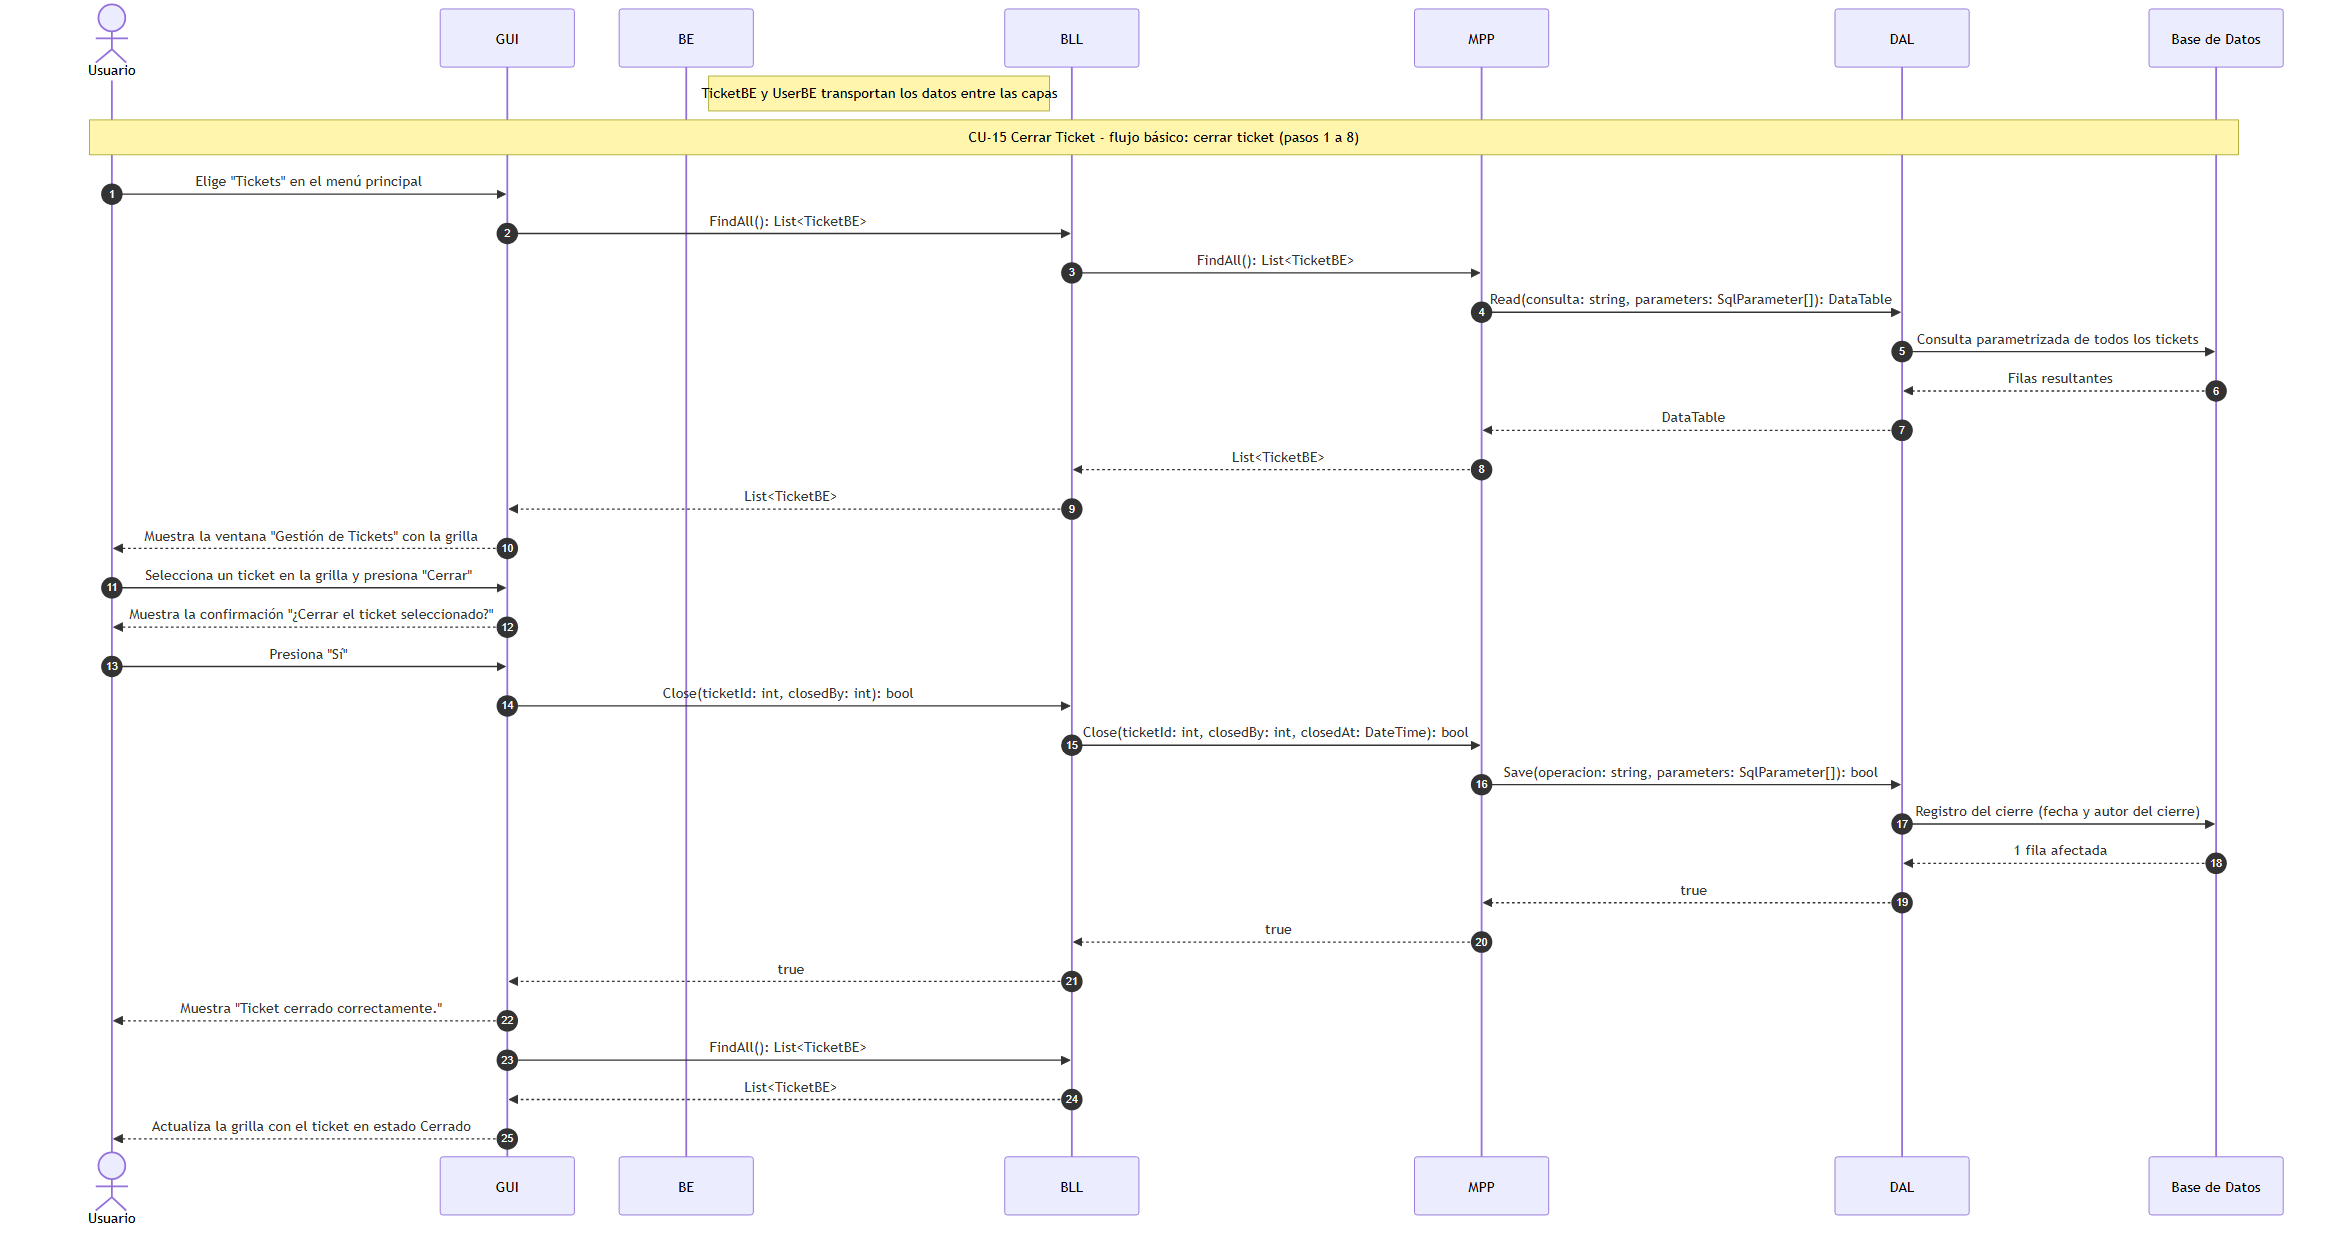 Usuario
GUI
BE
BLL
MPP
DAL
Base de Datos
TicketBE y UserBE transportan los datos entre las capas
CU-15 Cerrar Ticket - flujo básico: cerrar ticket (pasos 1 a 8)
1 Elige "Tickets" en el menú principal
2 FindAll(): List<TicketBE>
3 FindAll(): List<TicketBE>
4 Read(consulta: string, parameters: SqlParameter[]): DataTable
5 Consulta parametrizada de todos los tickets
6 Filas resultantes
7 DataTable
8 List<TicketBE>
9 List<TicketBE>
10 Muestra la ventana "Gestión de Tickets" con la grilla
11 Selecciona un ticket en la grilla y presiona "Cerrar"
12 Muestra la confirmación "¿Cerrar el ticket seleccionado?"
13 Presiona "Sí"
14 Close(ticketId: int, closedBy: int): bool
15 Close(ticketId: int, closedBy: int, closedAt: DateTime): bool
16 Save(operacion: string, parameters: SqlParameter[]): bool
17 Registro del cierre (fecha y autor del cierre)
18 1 fila afectada
19 true
20 true
21 true
22 Muestra "Ticket cerrado correctamente."
23 FindAll(): List<TicketBE>
24 List<TicketBE>
25 Actualiza la grilla con el ticket en estado Cerrado
Usuario
GUI
BE
BLL
MPP
DAL
Base de Datos